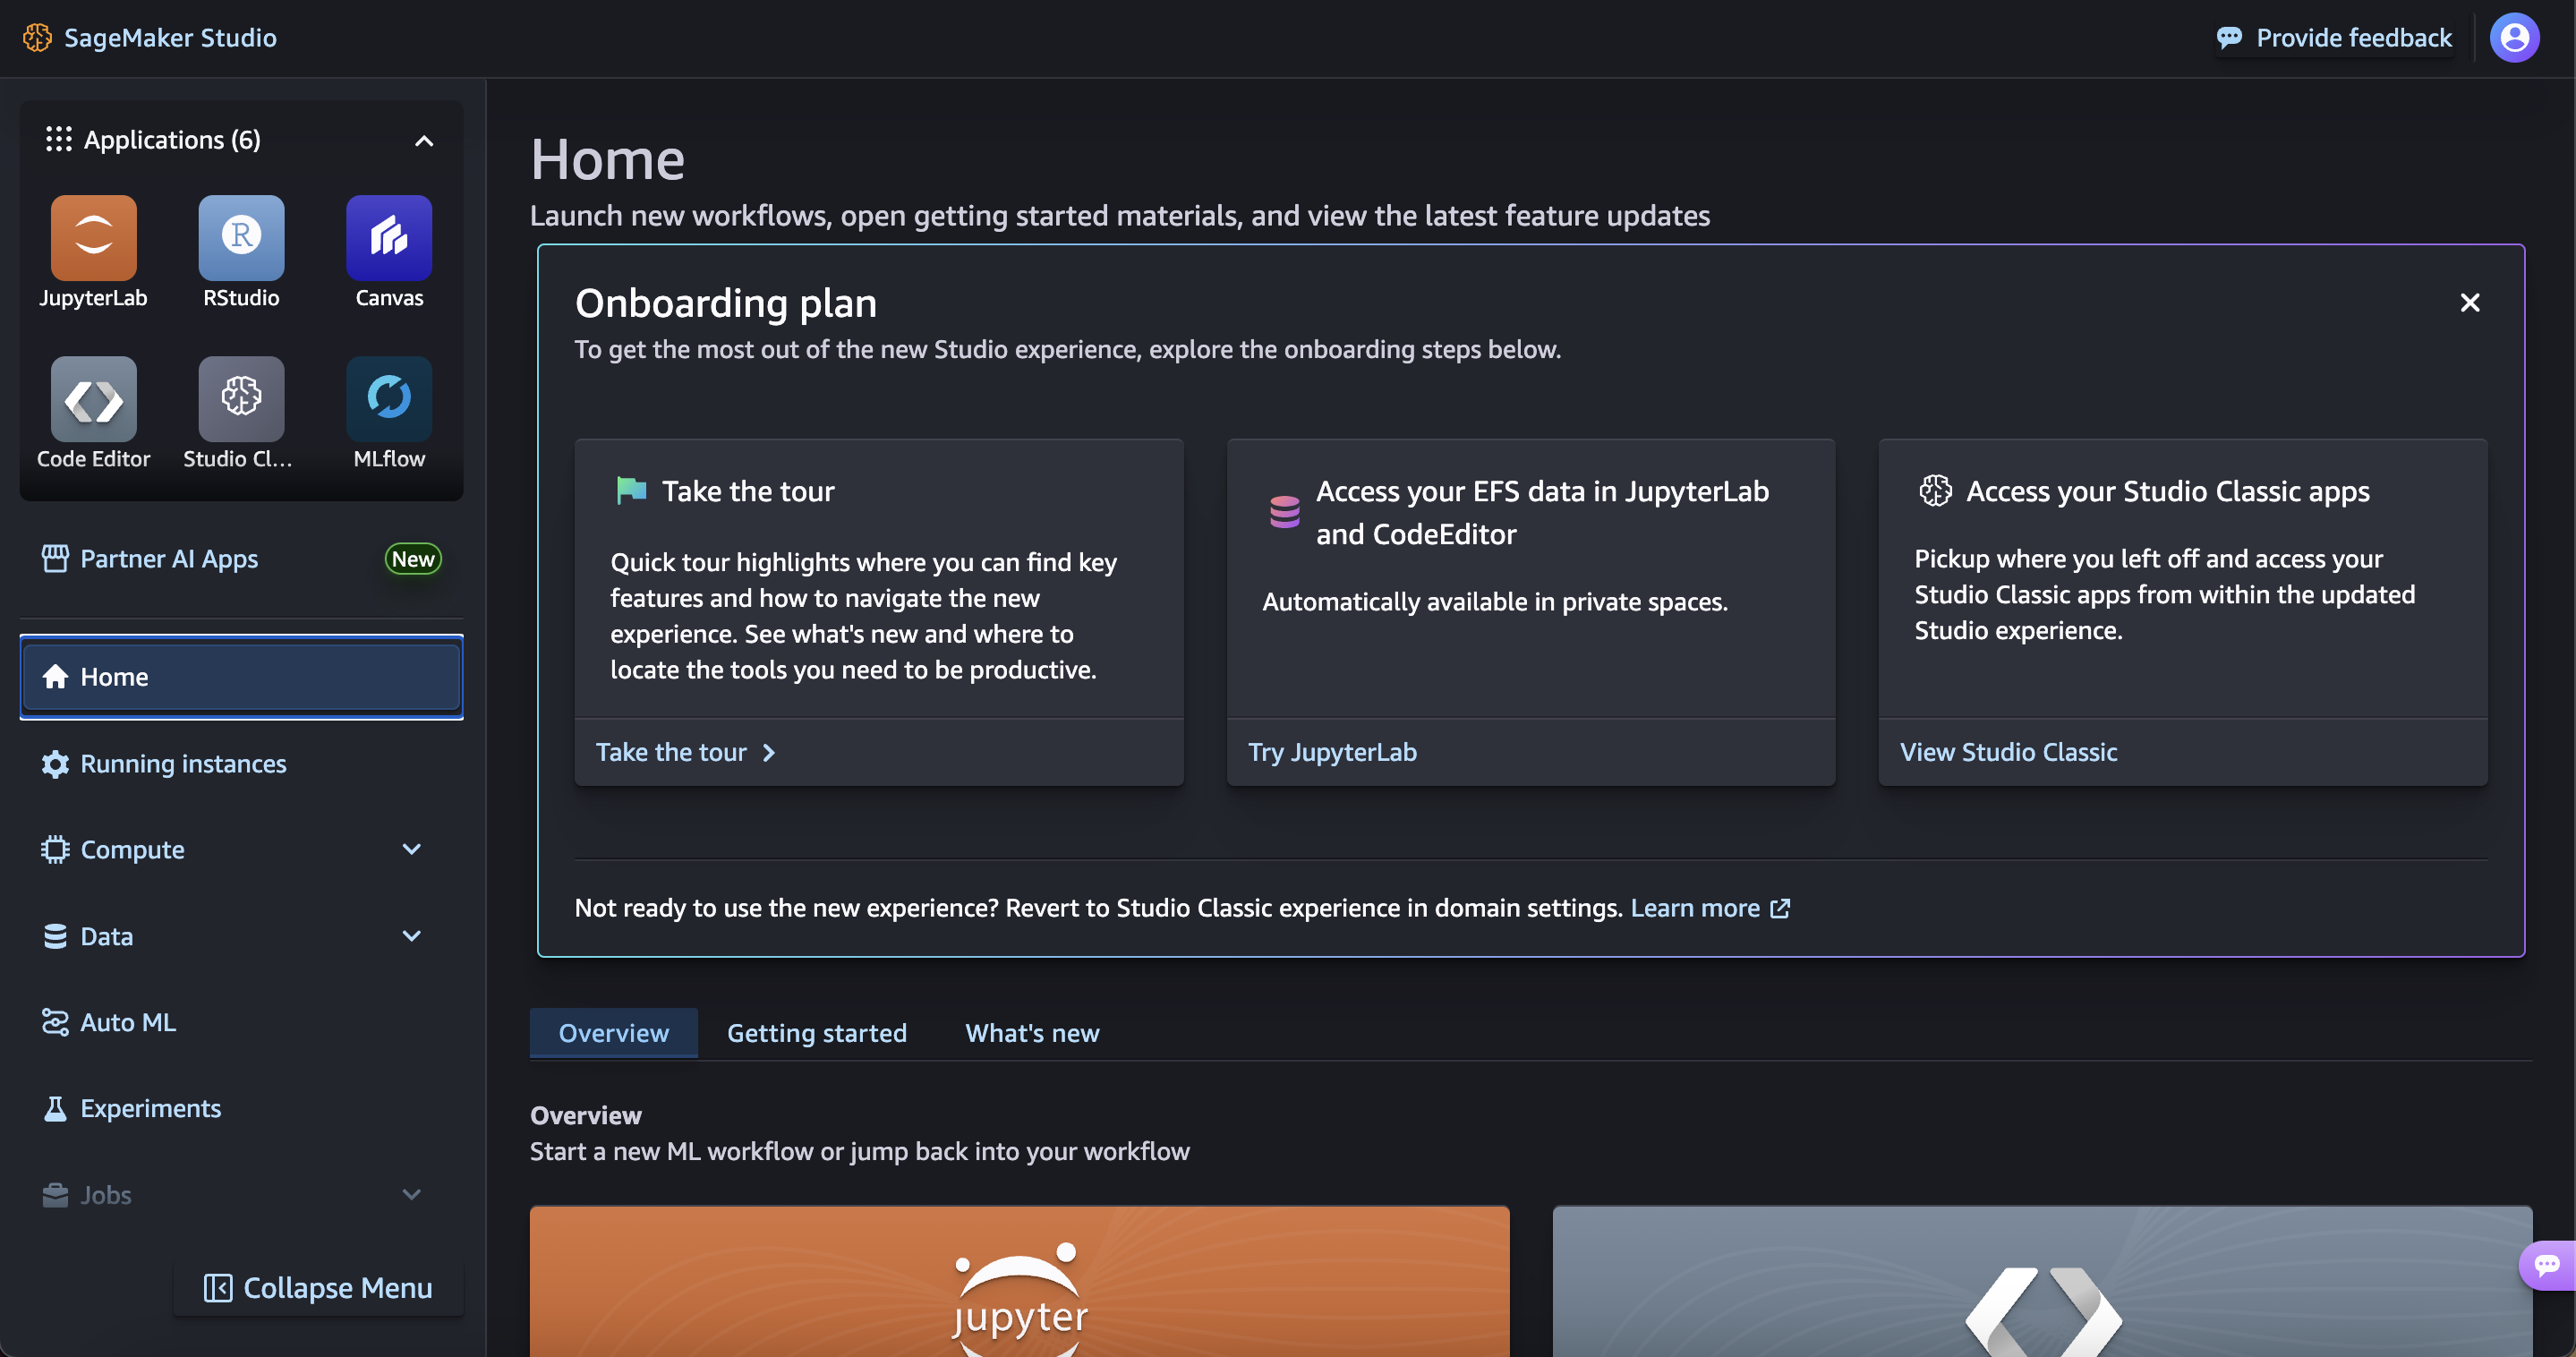 SageMaker Studio
Provide feedback
Applications (6)
JupyterLab
RStudio
Canvas
Code Editor
Studio Cl...
MLflow
Partner AI Apps
New
Home
Running instances
Compute
Data
Auto ML
Experiments
Jobs
Collapse Menu
Home
Launch new workflows, open getting started materials, and view the latest feature updates
Onboarding plan
To get the most out of the new Studio experience, explore the onboarding steps below.
Take the tour
Quick tour highlights where you can find key
features and how to navigate the new
experience. See what's new and where to
locate the tools you need to be productive.
Take the tour
Access your EFS data in JupyterLab
and CodeEditor
Automatically available in private spaces.
Try JupyterLab
Access your Studio Classic apps
Pickup where you left off and access your
Studio Classic apps from within the updated
Studio experience.
View Studio Classic
Not ready to use the new experience? Revert to Studio Classic experience in domain settings. Learn more
Overview
Getting started
What's new
Overview
Start a new ML workflow or jump back into your workflow
jupyter